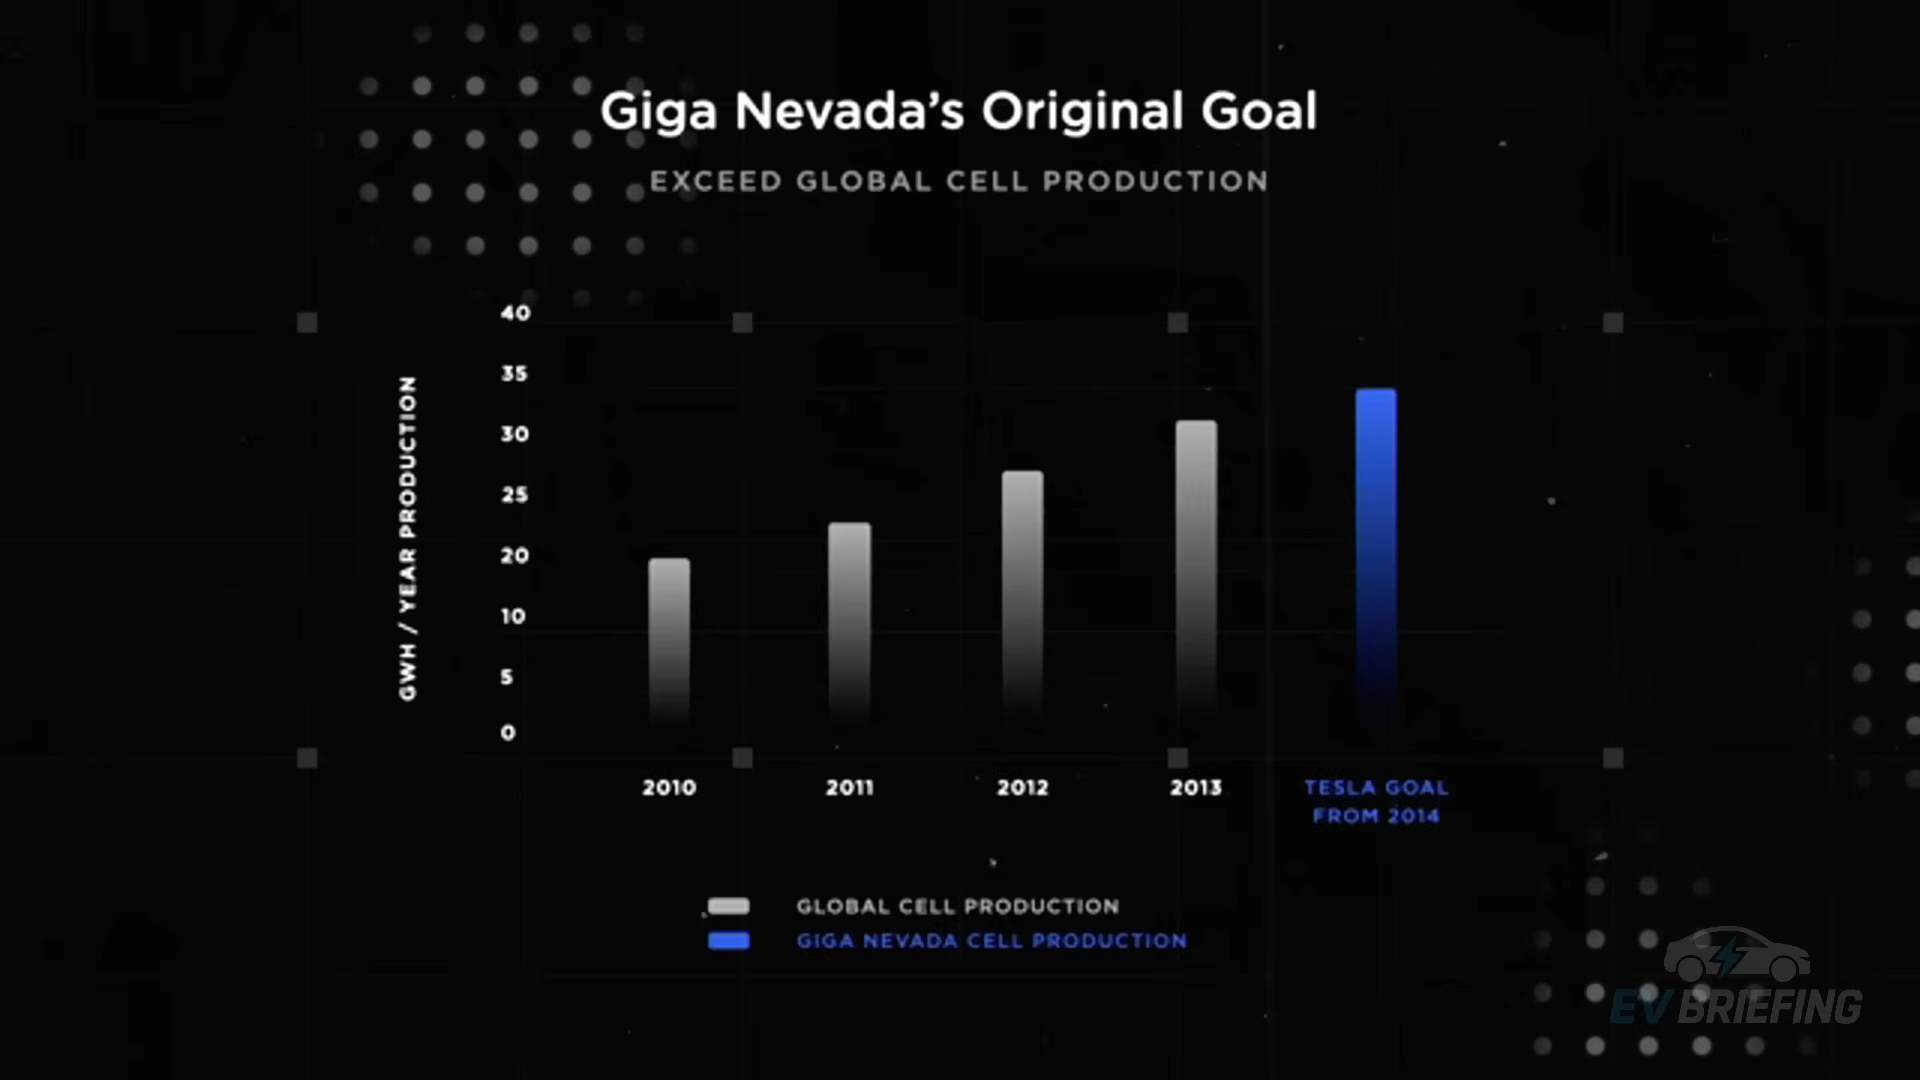 Giga Nevada’s Original Goal
EXCEED GLOBAL CELL PRODUCTION
40
35
30
25
20
10
5
0
GWH / YEAR PRODUCTION
2010
2011
2012
2013
TESLA GOAL
FROM 2014
GLOBAL CELL PRODUCTION
GIGA NEVADA CELL PRODUCTION
EV BRIEFING